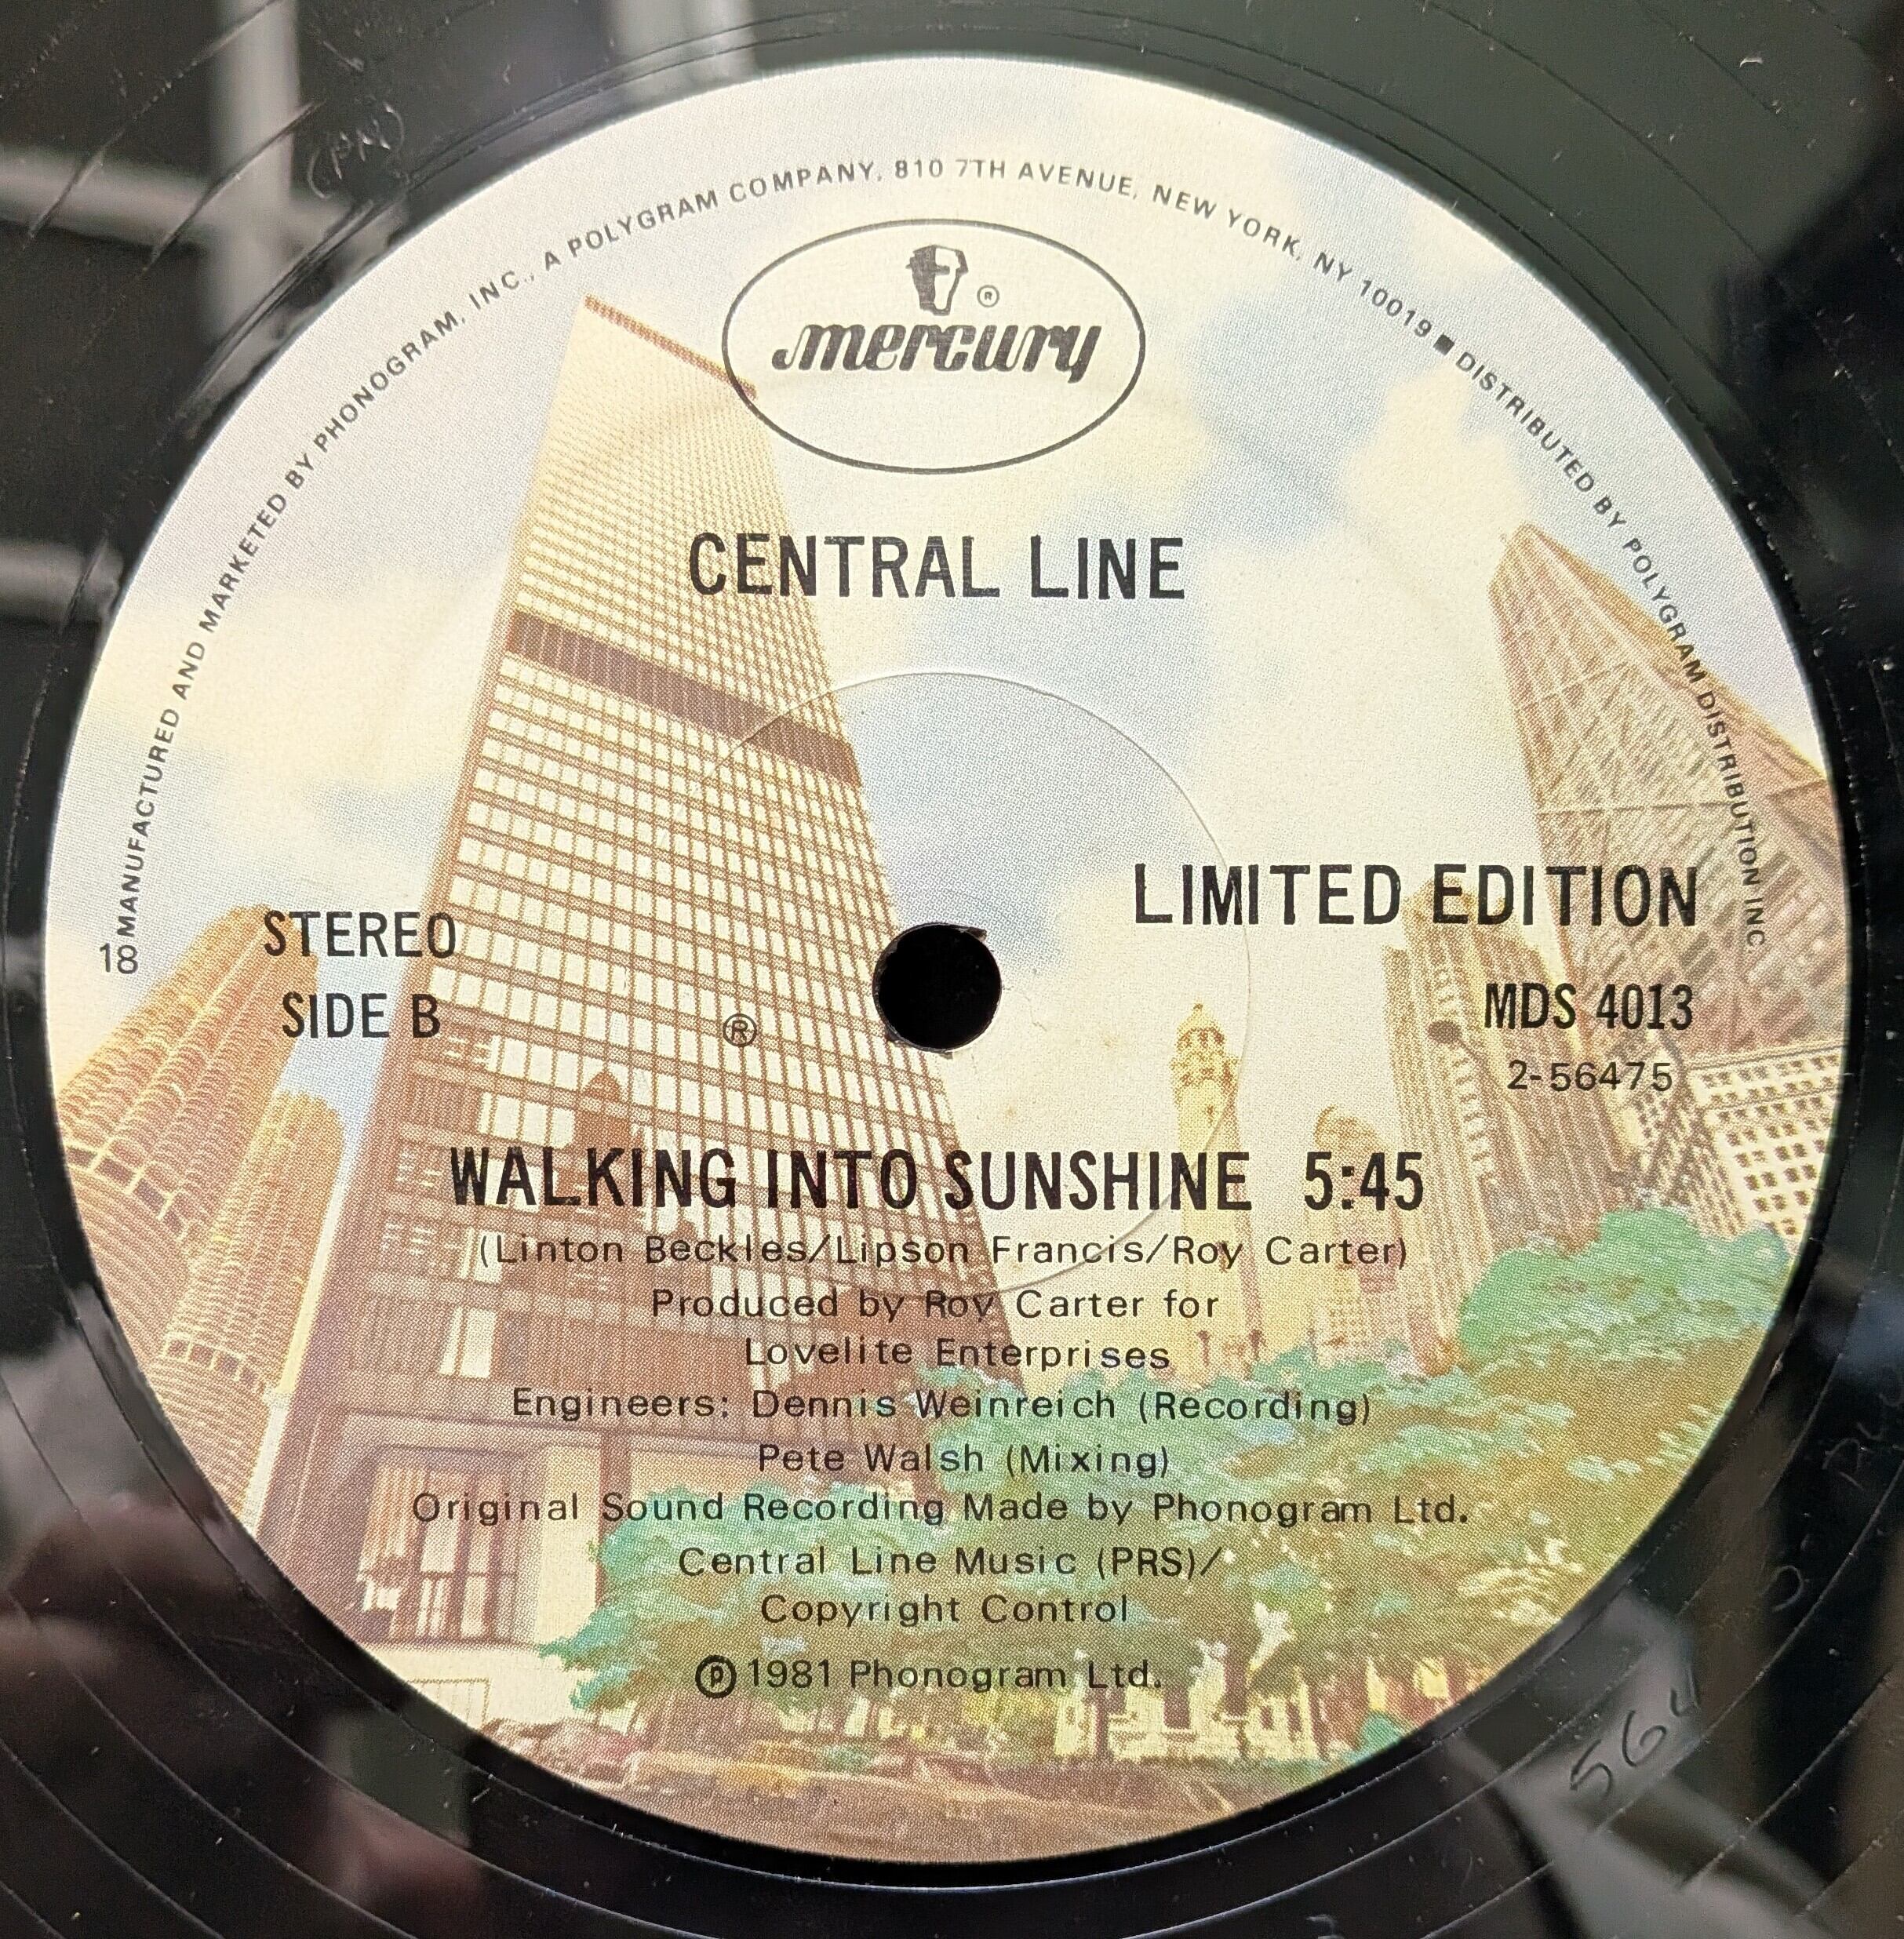 MANUFACTURED AND MARKETED BY PHONOGRAM, INC., A POLYGRAM COMPANY, 810 7TH AVENUE, NEW YORK, NY 10019 ■ DISTRIBUTED BY POLYGRAM DISTRIBUTION INC
®
mercury
CENTRAL LINE
LIMITED EDITION
STEREO
18
SIDE B
MDS 4013
®
2-56475
WALKING INTO SUNSHINE 5:45
(Linton Beckles/Lipson Francis/Roy Carter)
Produced by Roy Carter for
Lovelite Enterprises
Engineers: Dennis Weinreich (Recording)
Pete Walsh (Mixing)
Original Sound Recording Made by Phonogram Ltd.
Central Line Music (PRS)/
Copyright Control
℗ 1981 Phonogram Ltd.